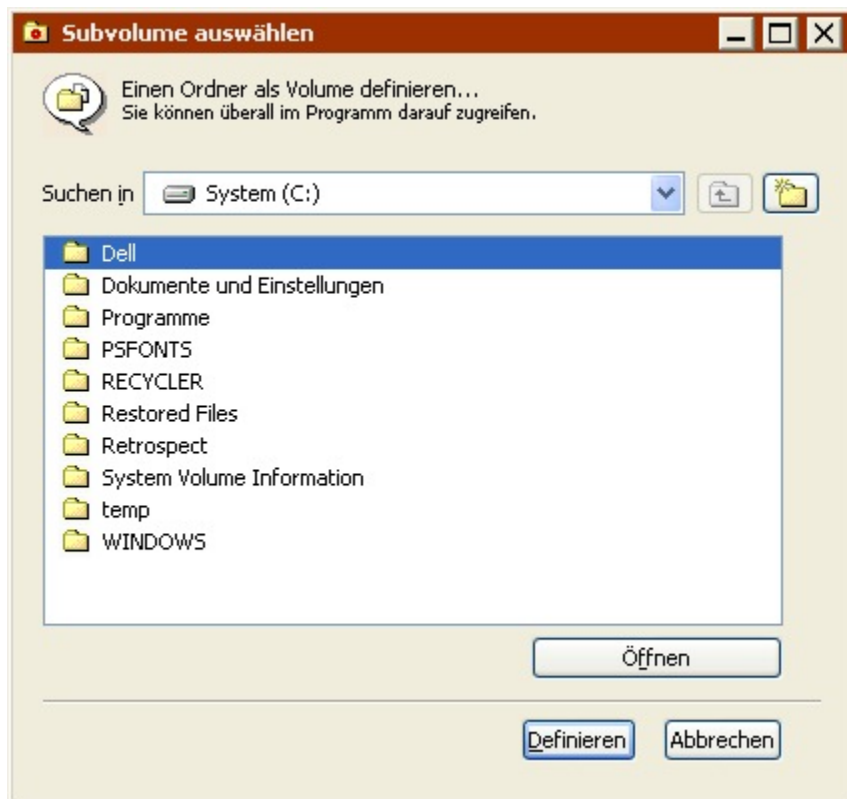 Subvolume auswählen
Einen Ordner als Volume definieren...
Sie können überall im Programm darauf zugreifen.
Suchen in System (C:)
Dell
Dokumente und Einstellungen
Programme
PSFONTS
RECYCLER
Restored Files
Retrospect
System Volume Information
temp
WINDOWS
Öffnen
Definieren Abbrechen